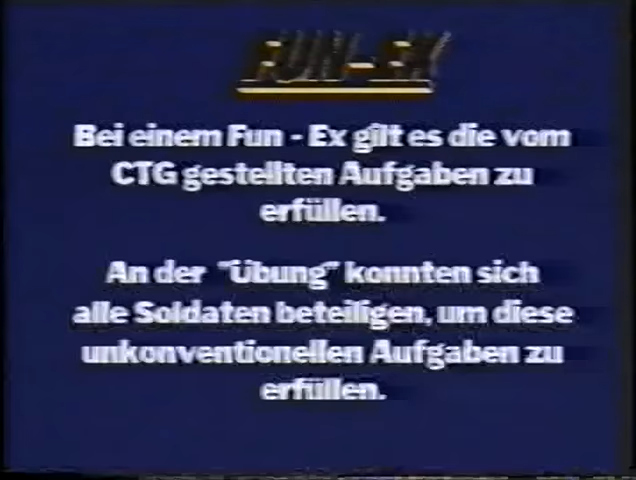 FUN-EX
Bei einem Fun - Ex gilt es die vom
CTG gestellten Aufgaben zu
erfüllen.
An der "Übung" konnten sich
alle Soldaten beteiligen, um diese
unkonventionellen Aufgaben zu
erfüllen.